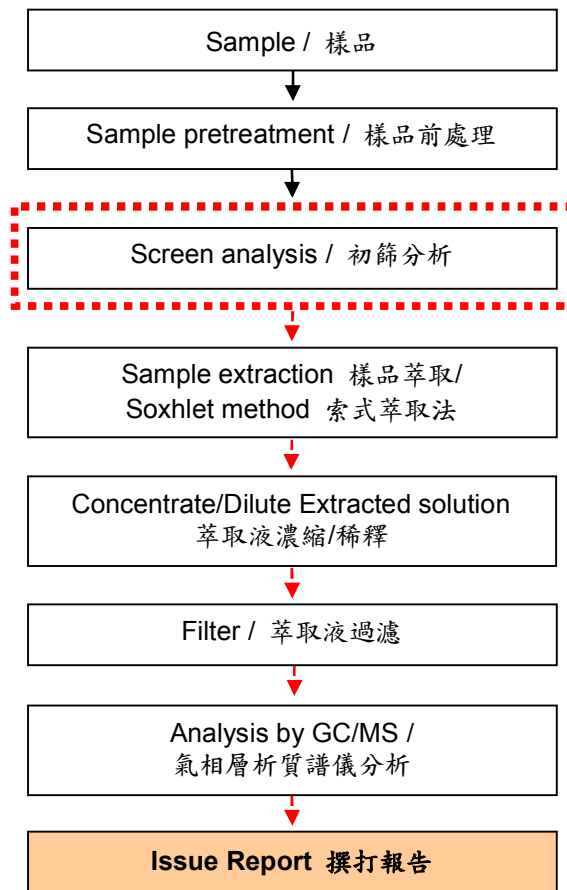 Sample / 樣品
Sample pretreatment / 樣品前處理
Screen analysis / 初篩分析
Sample extraction 樣品萃取/
Soxhlet method 索式萃取法
Concentrate/Dilute Extracted solution
萃取液濃縮/稀釋
Filter / 萃取液過濾
Analysis by GC/MS /
氣相層析質譜儀分析
Issue Report 撰打報告